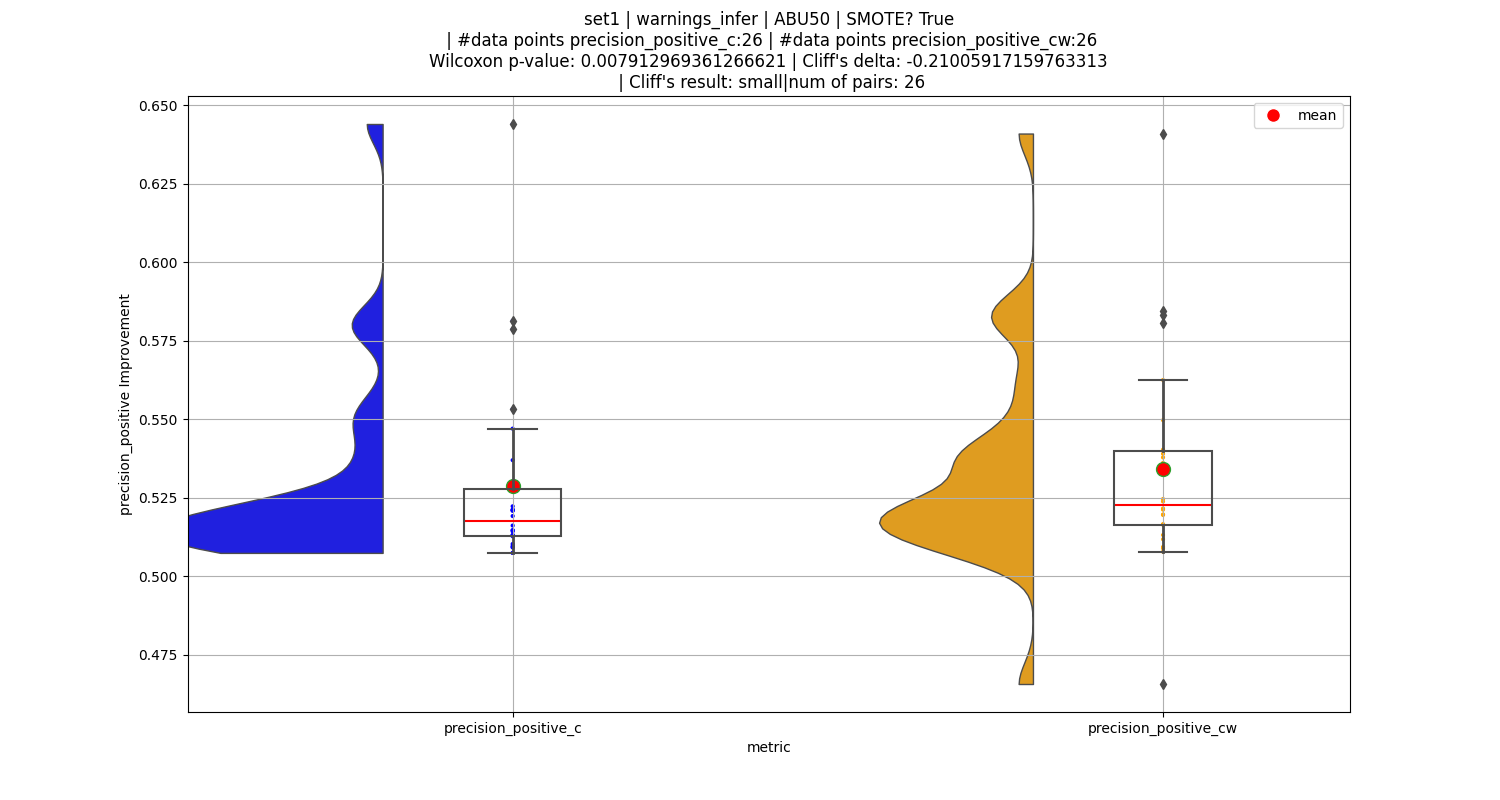 set1 | warnings_infer | ABU50 | SMOTE? True
| #data points precision_positive_c:26 | #data points precision_positive_cw:26
Wilcoxon p-value: 0.007912969361266621 | Cliff's delta: -0.21005917159763313
| Cliff's result: small|num of pairs: 26
mean
precision_positive Improvement
0.650
0.625
0.600
0.575
0.550
0.525
0.500
0.475
precision_positive_c
precision_positive_cw
metric